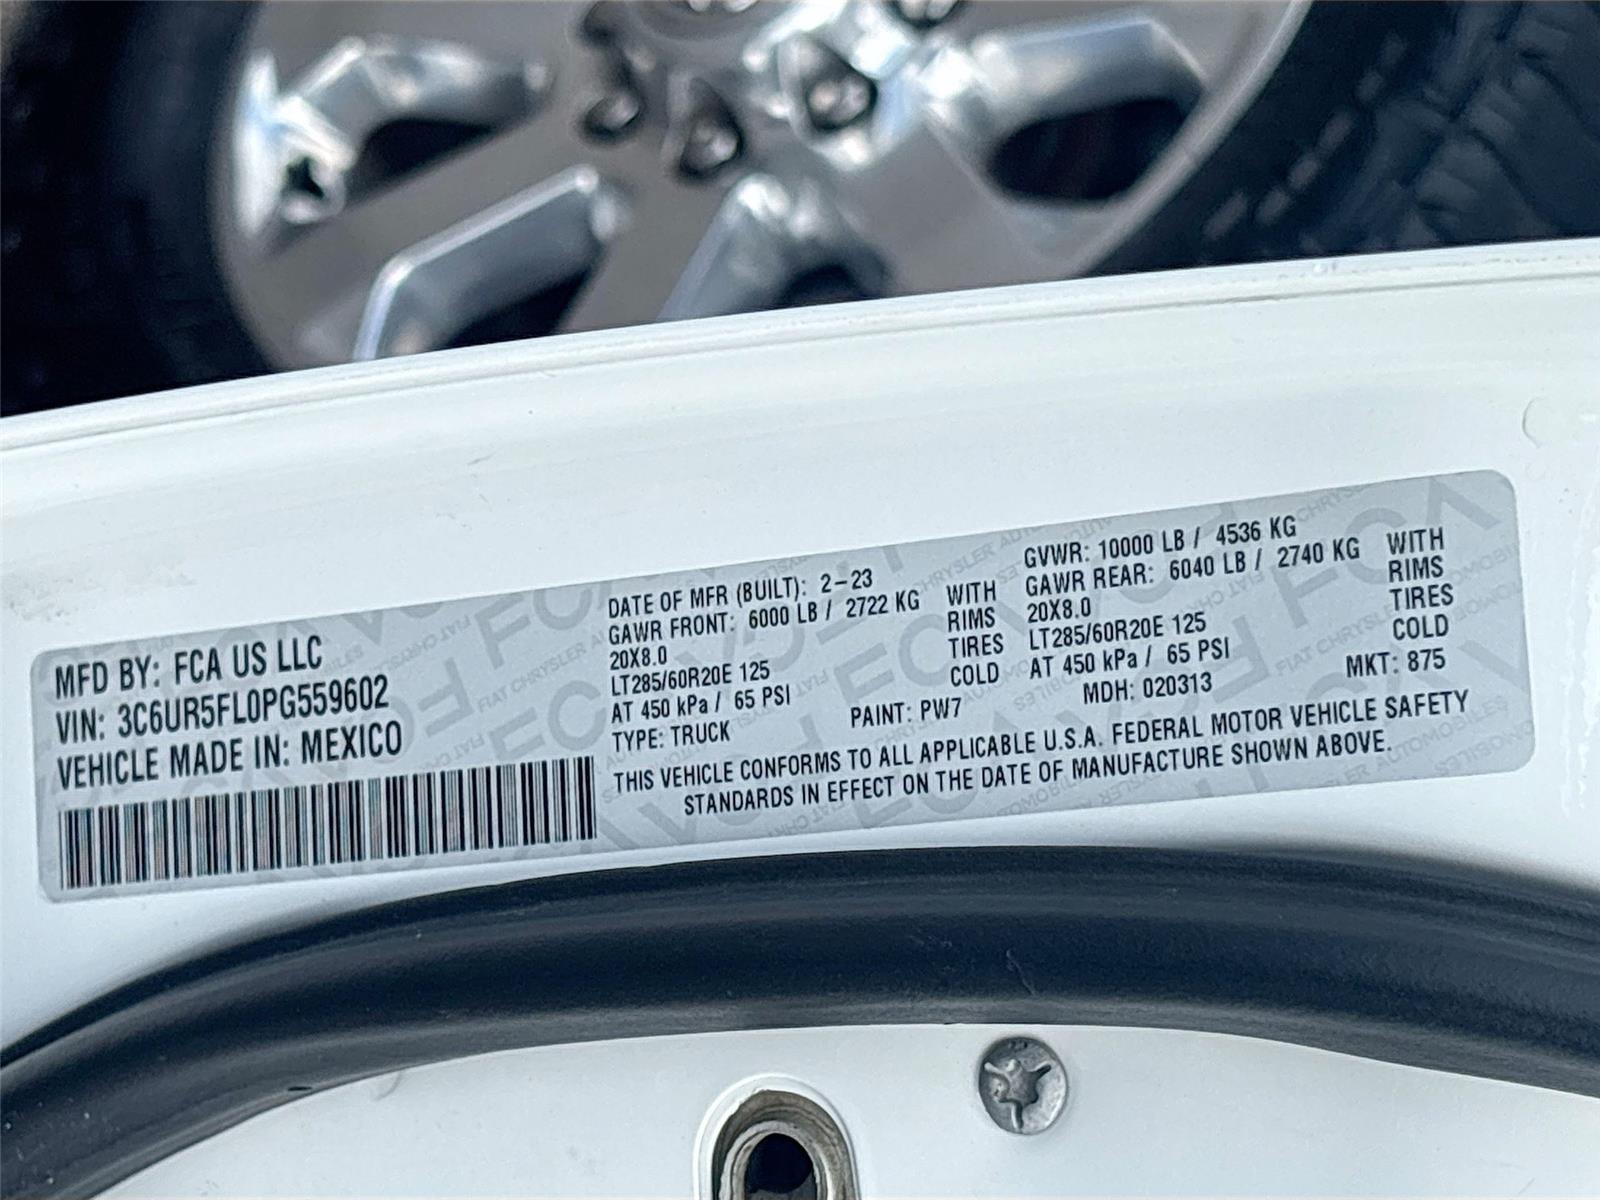 MFD BY: FCA US LLC
VIN: 3C6UR5FL0PG559602
VEHICLE MADE IN: MEXICO
DATE OF MFR (BUILT): 2-23
GAWR FRONT: 6000 LB / 2722 KG WITH
20X8.0 RIMS
LT285/60R20E 125 TIRES
AT 450 kPa / 65 PSI COLD
TYPE: TRUCK PAINT: PW7
GVWR: 10000 LB / 4536 KG
GAWR REAR: 6040 LB / 2740 KG WITH
20X8.0 RIMS
LT285/60R20E 125 TIRES
AT 450 kPa / 65 PSI COLD
MDH: 020313 MKT: 875
THIS VEHICLE CONFORMS TO ALL APPLICABLE U.S.A. FEDERAL MOTOR VEHICLE SAFETY
STANDARDS IN EFFECT ON THE DATE OF MANUFACTURE SHOWN ABOVE.